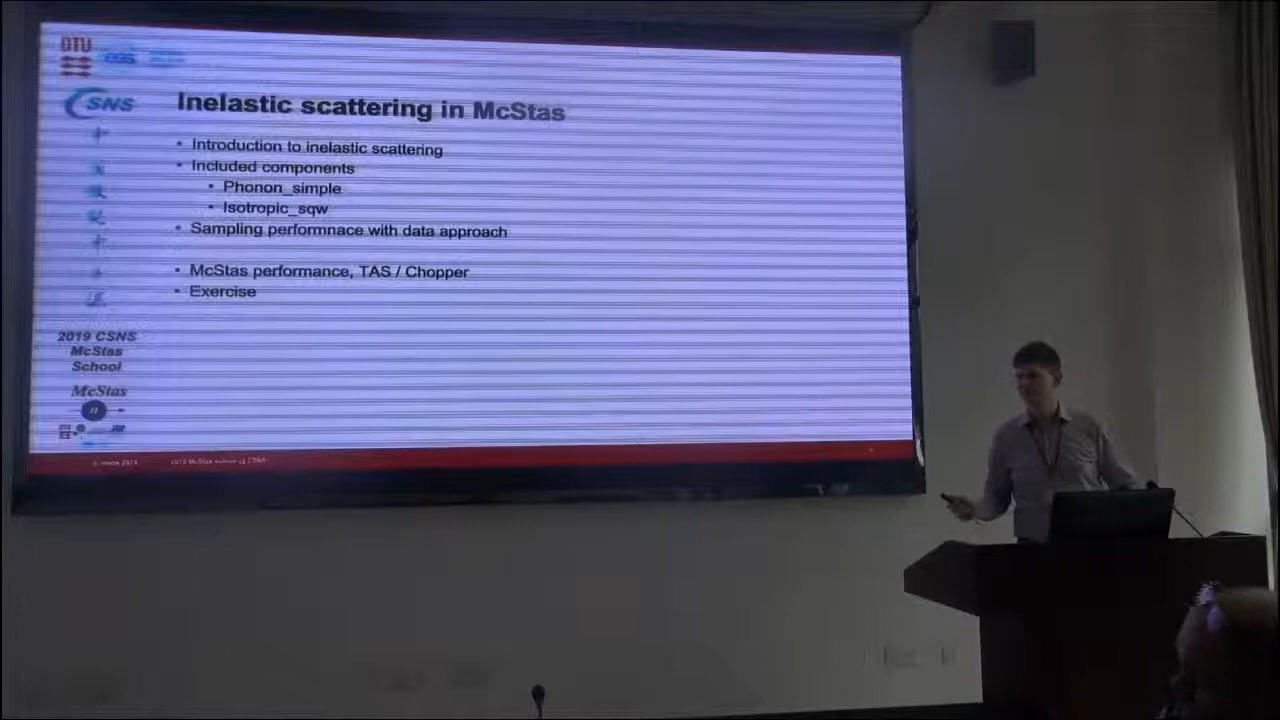 DTU
ess
CSNS
Inelastic scattering in McStas
• Introduction to inelastic scattering
• Included components
• Phonon_simple
• Isotropic_sqw
• Sampling performnace with data approach
• McStas performance, TAS / Chopper
• Exercise
2019 CSNS
McStas
School
McStas